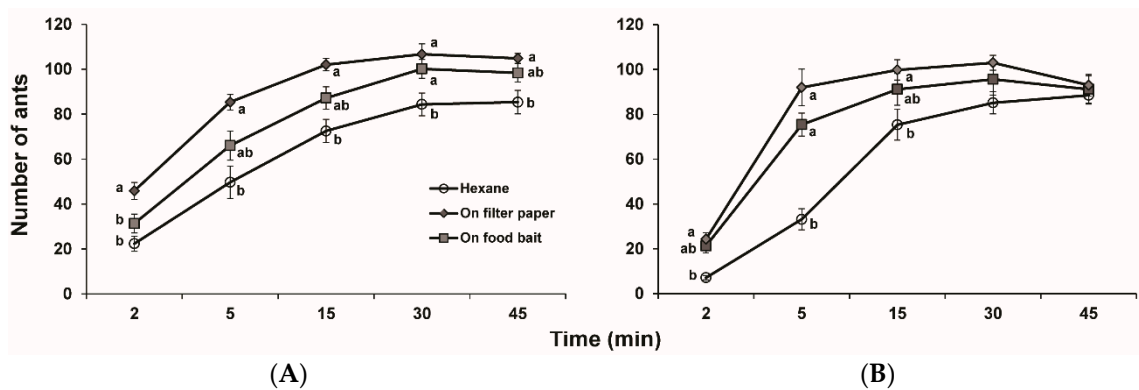 120
100
80
60
40
20
0
Number of ants
a
b
b
a
ab
b
a
ab
b
a
a
b
a
ab
b
Hexane
On filter paper
On food bait
2 5 15 30 45
120
100
80
60
40
20
0
a
ab
b
a
a
b
a
ab
b
2 5 15 30 45
Time (min)
(A) (B)